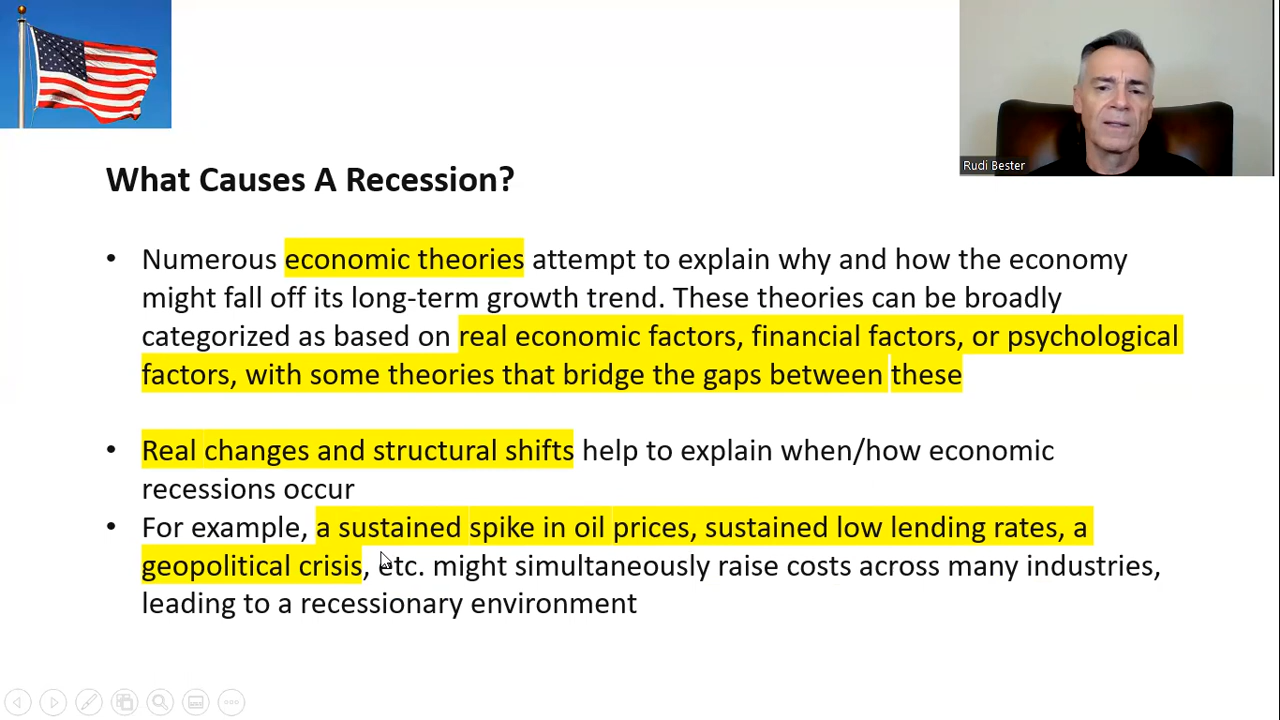 Rudi Bester
What Causes A Recession?
• Numerous economic theories attempt to explain why and how the economy
might fall off its long-term growth trend. These theories can be broadly
categorized as based on real economic factors, financial factors, or psychological
factors, with some theories that bridge the gaps between these
• Real changes and structural shifts help to explain when/how economic
recessions occur
• For example, a sustained spike in oil prices, sustained low lending rates, a
geopolitical crisis, etc. might simultaneously raise costs across many industries,
leading to a recessionary environment